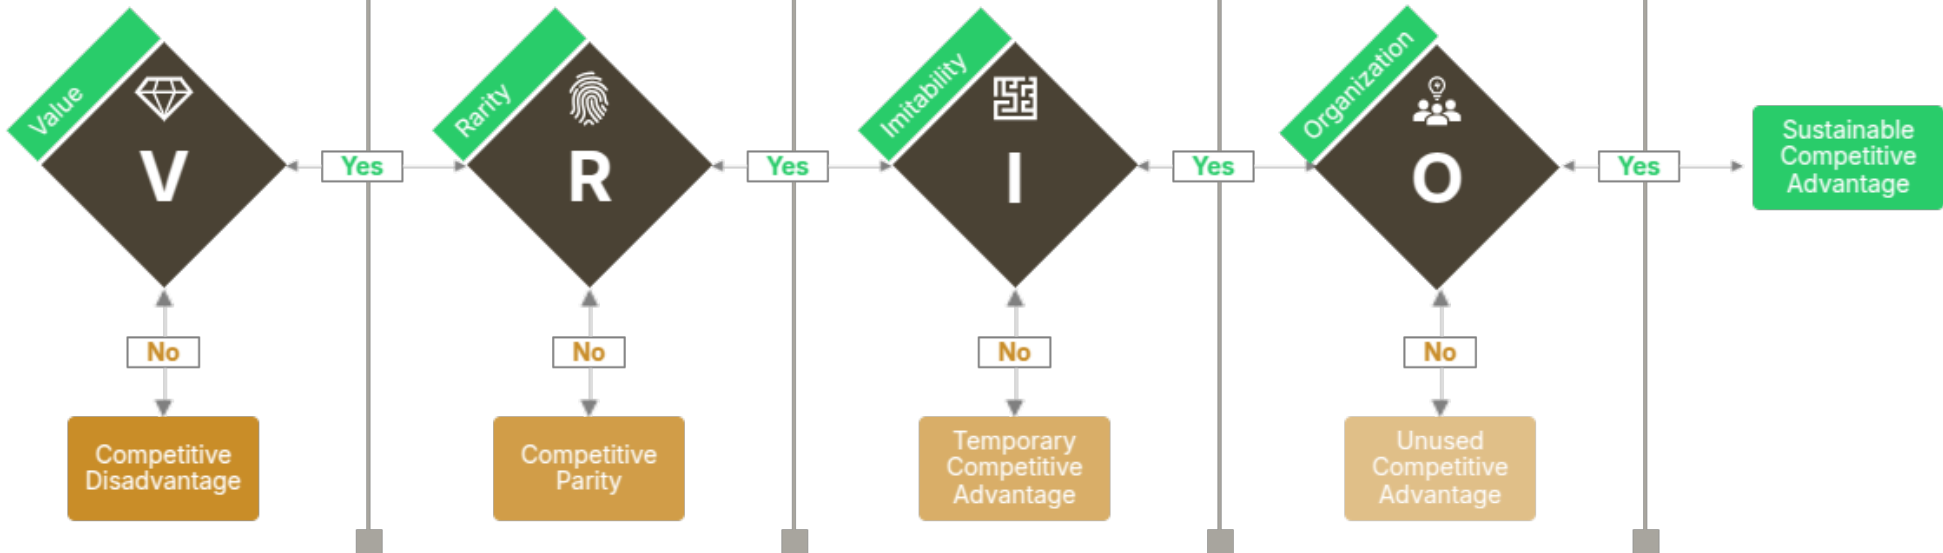 Value
V
Yes
Rarity
R
Yes
Imitability
I
Yes
Organization
O
Yes
Sustainable
Competitive
Advantage
No
No
No
No
Competitive
Disadvantage
Competitive
Parity
Temporary
Competitive
Advantage
Unused
Competitive
Advantage